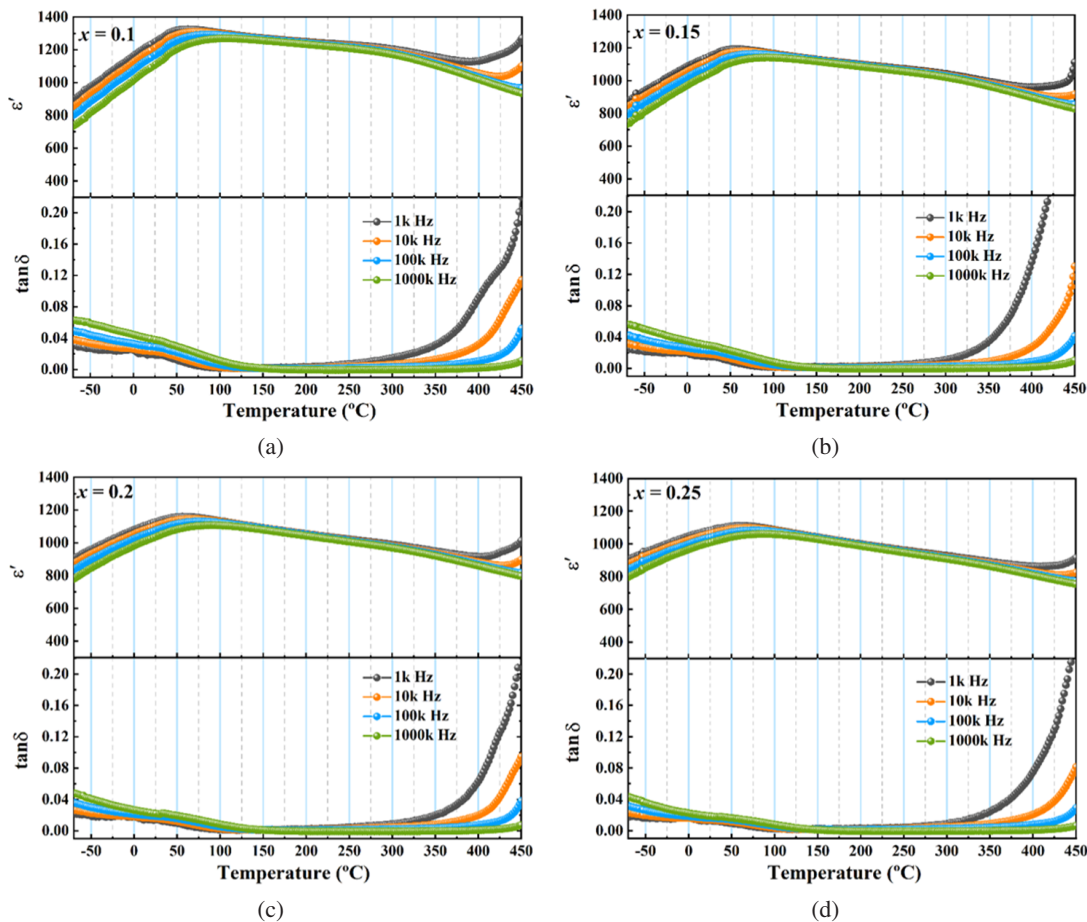 x = 0.1
1400
1200
1000
800
600
400
ε′
0.20
0.16
0.12
0.08
0.04
0.00
tan δ
1k Hz
10k Hz
100k Hz
1000k Hz
-50 0 50 100 150 200 250 300 350 400 450
Temperature (ºC)
(a)
x = 0.15
1400
1200
1000
800
600
400
ε′
0.20
0.16
0.12
0.08
0.04
0.00
tan δ
1k Hz
10k Hz
100k Hz
1000k Hz
-50 0 50 100 150 200 250 300 350 400 450
Temperature (ºC)
(b)
x = 0.2
1400
1200
1000
800
600
400
ε′
0.20
0.16
0.12
0.08
0.04
0.00
tan δ
1k Hz
10k Hz
100k Hz
1000k Hz
-50 0 50 100 150 200 250 300 350 400 450
Temperature (ºC)
(c)
x = 0.25
1400
1200
1000
800
600
400
ε′
0.20
0.16
0.12
0.08
0.04
0.00
tan δ
1k Hz
10k Hz
100k Hz
1000k Hz
-50 0 50 100 150 200 250 300 350 400 450
Temperature (ºC)
(d)